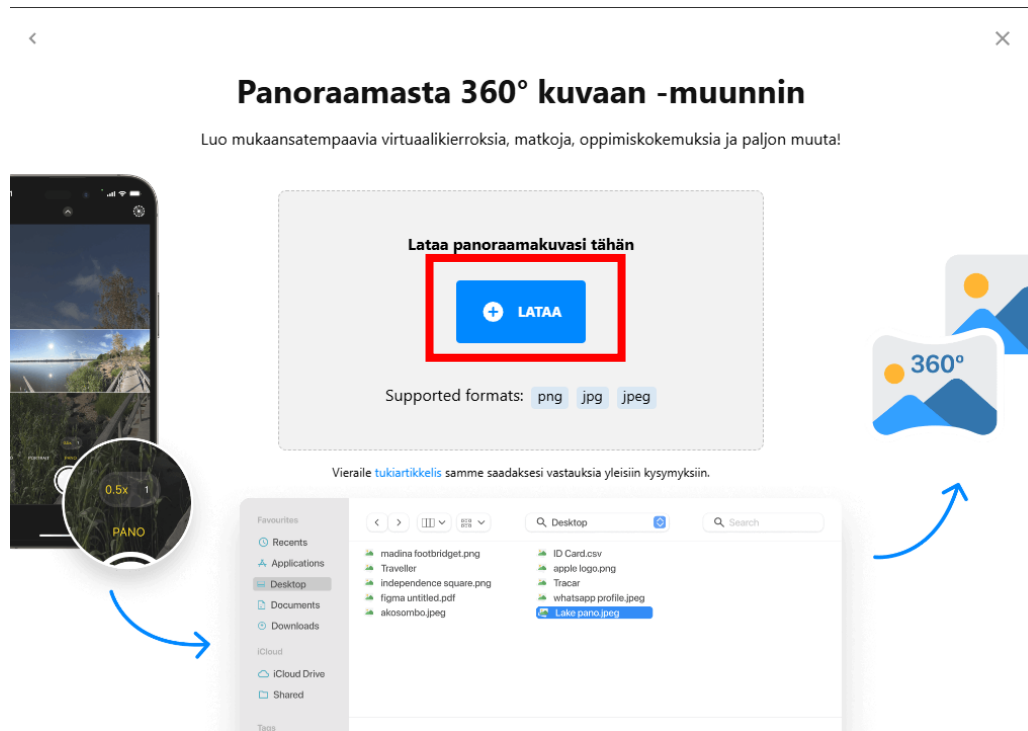 Panoraamasta 360° kuvaan -muunnin
Luo mukaansatempaavia virtuaalikierroksia, matkoja, oppimiskokemuksia ja paljon muuta!
Lataa panoraamakuvasi tähän
LATAA
Supported formats: png jpg jpeg
360°
Vieraile tukiartikkelis samme saadaksesi vastauksia yleisiin kysymyksiin.
0.5x 1
PANO
Favourites
Recents
Applications
Desktop
Documents
Downloads
iCloud
iCloud Drive
Shared
Tags
Desktop
Search
madina footbridget.png
Traveller
independence square.png
figma untitled.pdf
akosombo.jpeg
ID Card.csv
apple logo.png
Tracar
whatsapp profile.jpeg
Lake pano.jpeg